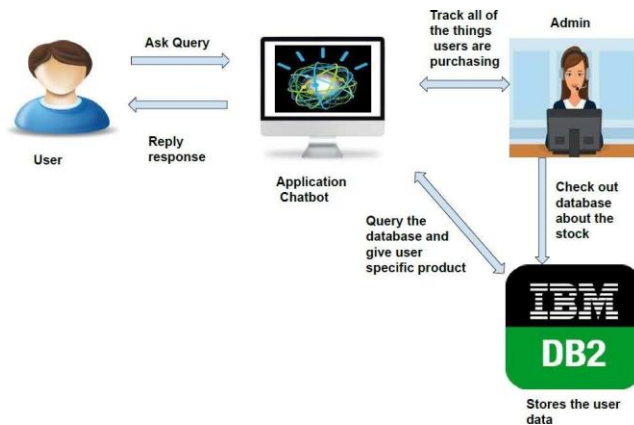 Track all of
the things
users are
purchasing
Admin
Ask Query
Reply
response
User
Application
Chatbot
Query the
database and
give user
specific product
Check out
database
about the
stock
IBM
DB2
Stores the user
data